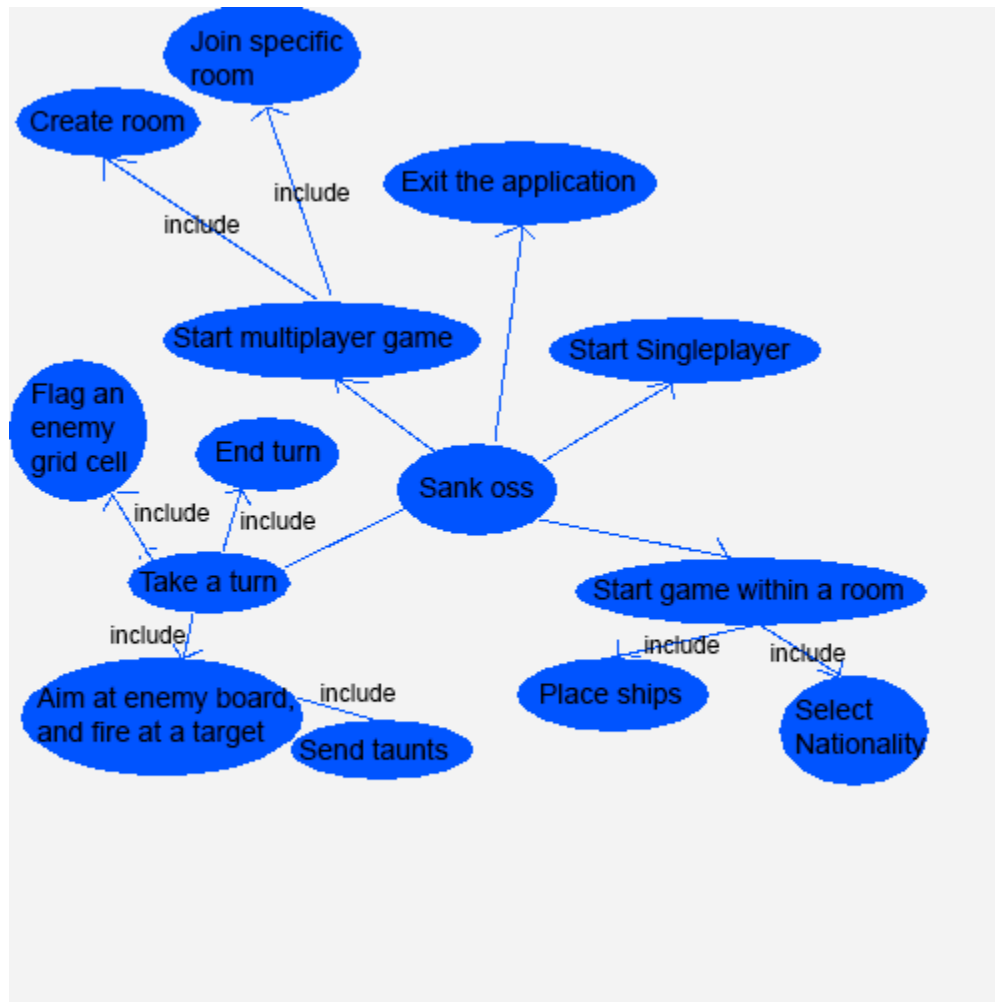 Join specific
room
Create room
Exit the application
include
include
Start multiplayer game
Start Singleplayer
Flag an
enemy
grid cell
End turn
Sank oss
include
include
Take a turn
Start game within a room
include
include
include
Aim at enemy board,
and fire at a target
include
Send taunts
Place ships
Select
Nationality